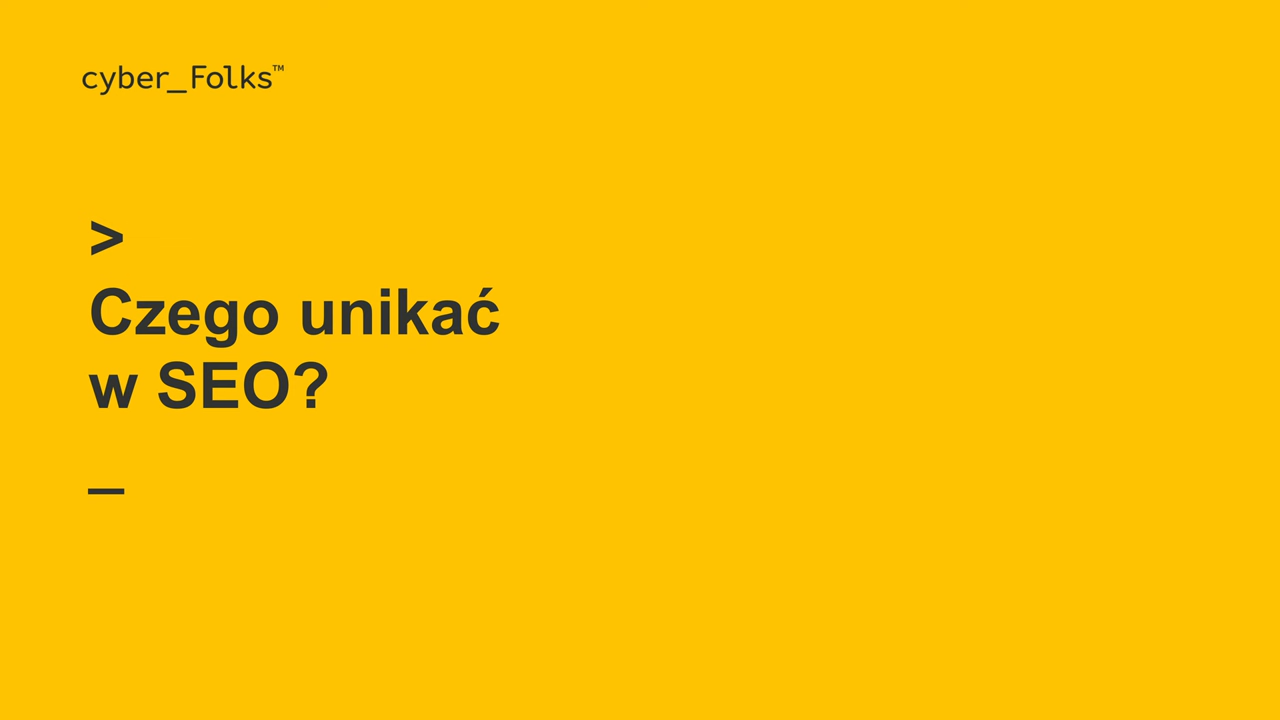 cyber_Folks™
>
Czego unikać
w SEO?
_